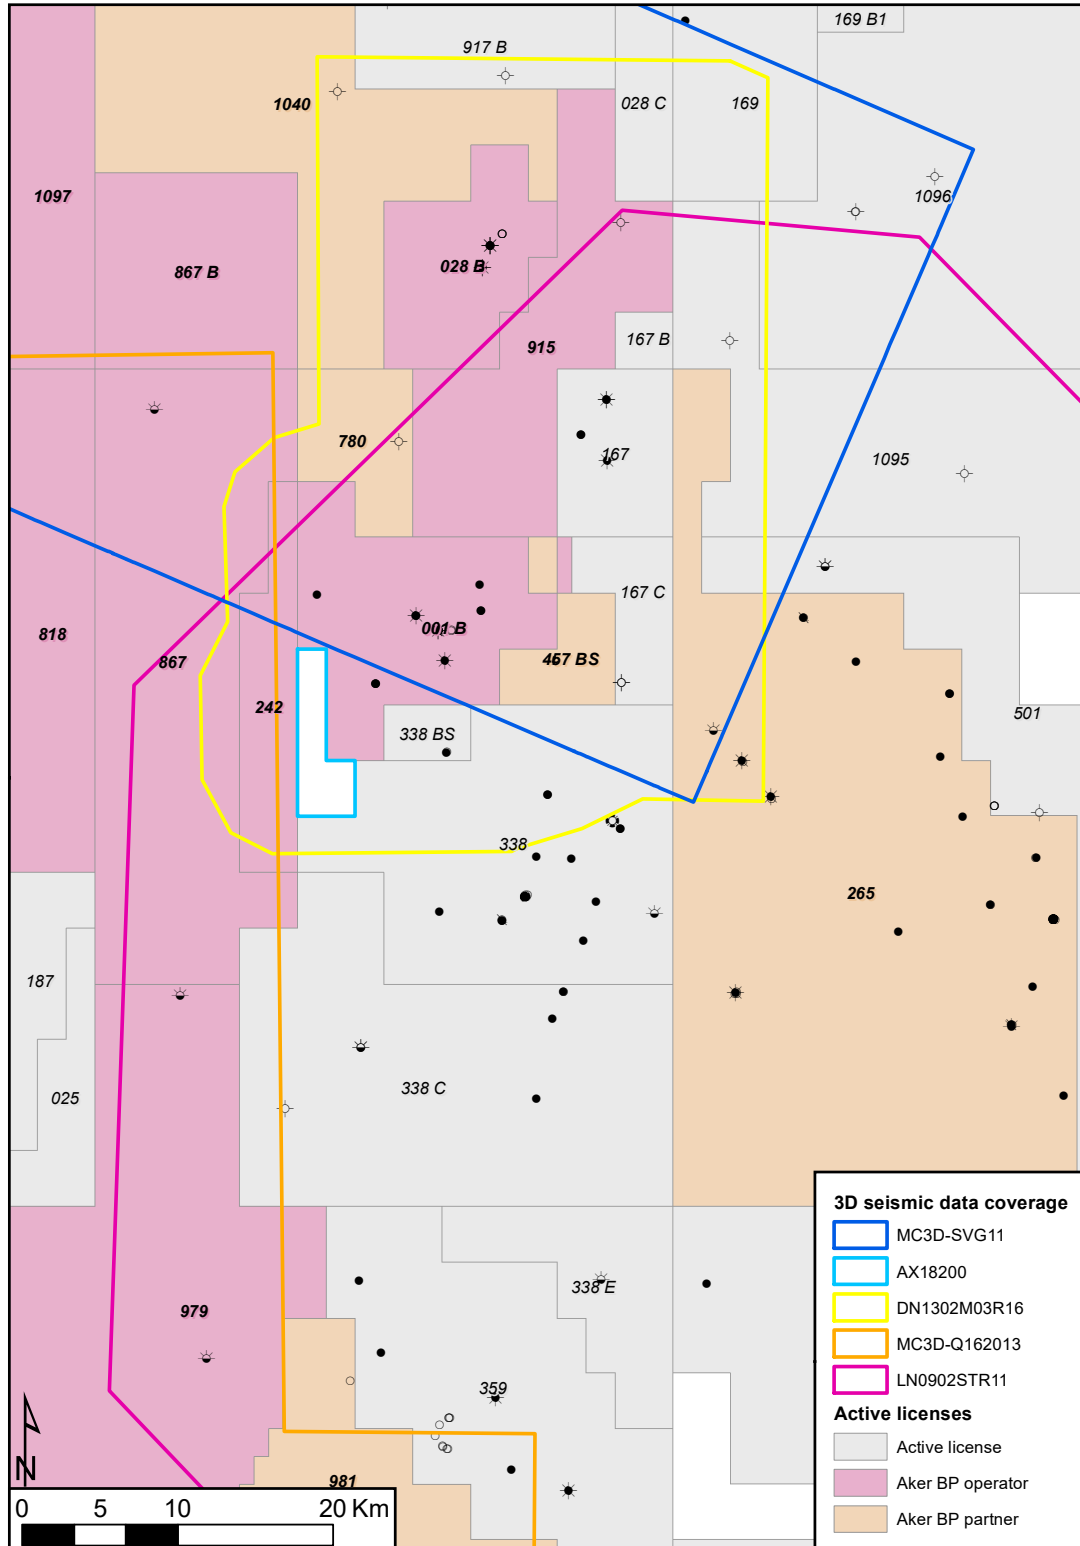 169 B1
917 B
1040
028 C
169
1097
1096
867 B
028 B
915
167 B
780
167
1095
818
867
001 B
167 C
457 BS
242
338 BS
501
338
265
187
025
338 C
979
338 E
359
981
N
0 5 10 20 Km
3D seismic data coverage
MC3D-SVG11
AX18200
DN1302M03R16
MC3D-Q162013
LN0902STR11
Active licenses
Active license
Aker BP operator
Aker BP partner